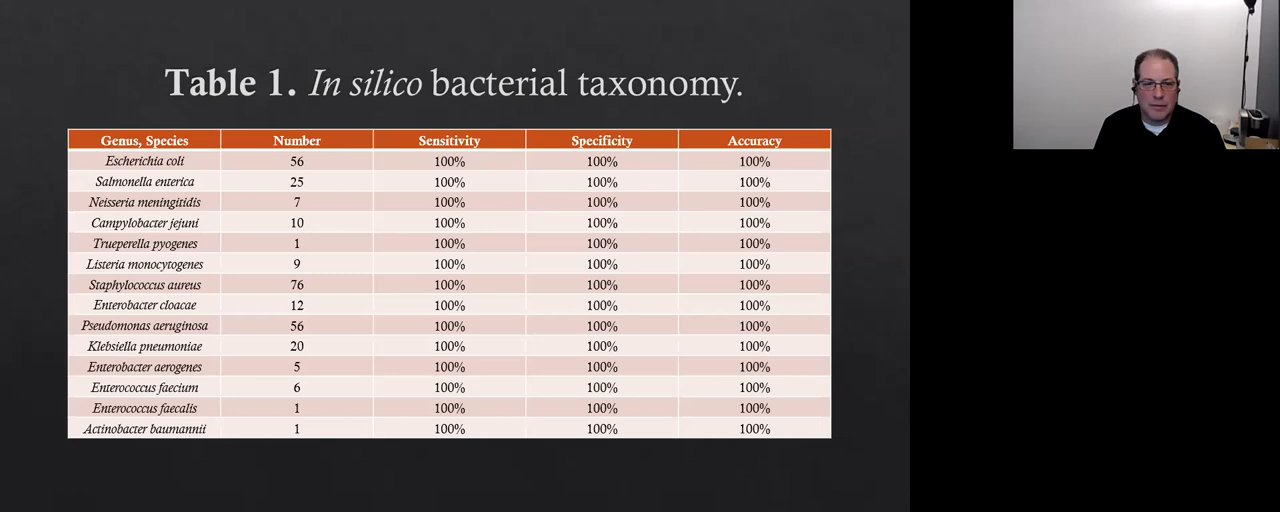 Table 1. In silico bacterial taxonomy.
Genus, Species Number Sensitivity Specificity Accuracy
Escherichia coli 56 100% 100% 100%
Salmonella enterica 25 100% 100% 100%
Neisseria meningitidis 7 100% 100% 100%
Campylobacter jejuni 10 100% 100% 100%
Trueperella pyogenes 1 100% 100% 100%
Listeria monocytogenes 9 100% 100% 100%
Staphylococcus aureus 76 100% 100% 100%
Enterobacter cloacae 12 100% 100% 100%
Pseudomonas aeruginosa 56 100% 100% 100%
Klebsiella pneumoniae 20 100% 100% 100%
Enterobacter aerogenes 5 100% 100% 100%
Enterococcus faecium 6 100% 100% 100%
Enterococcus faecalis 1 100% 100% 100%
Actinobacter baumannii 1 100% 100% 100%